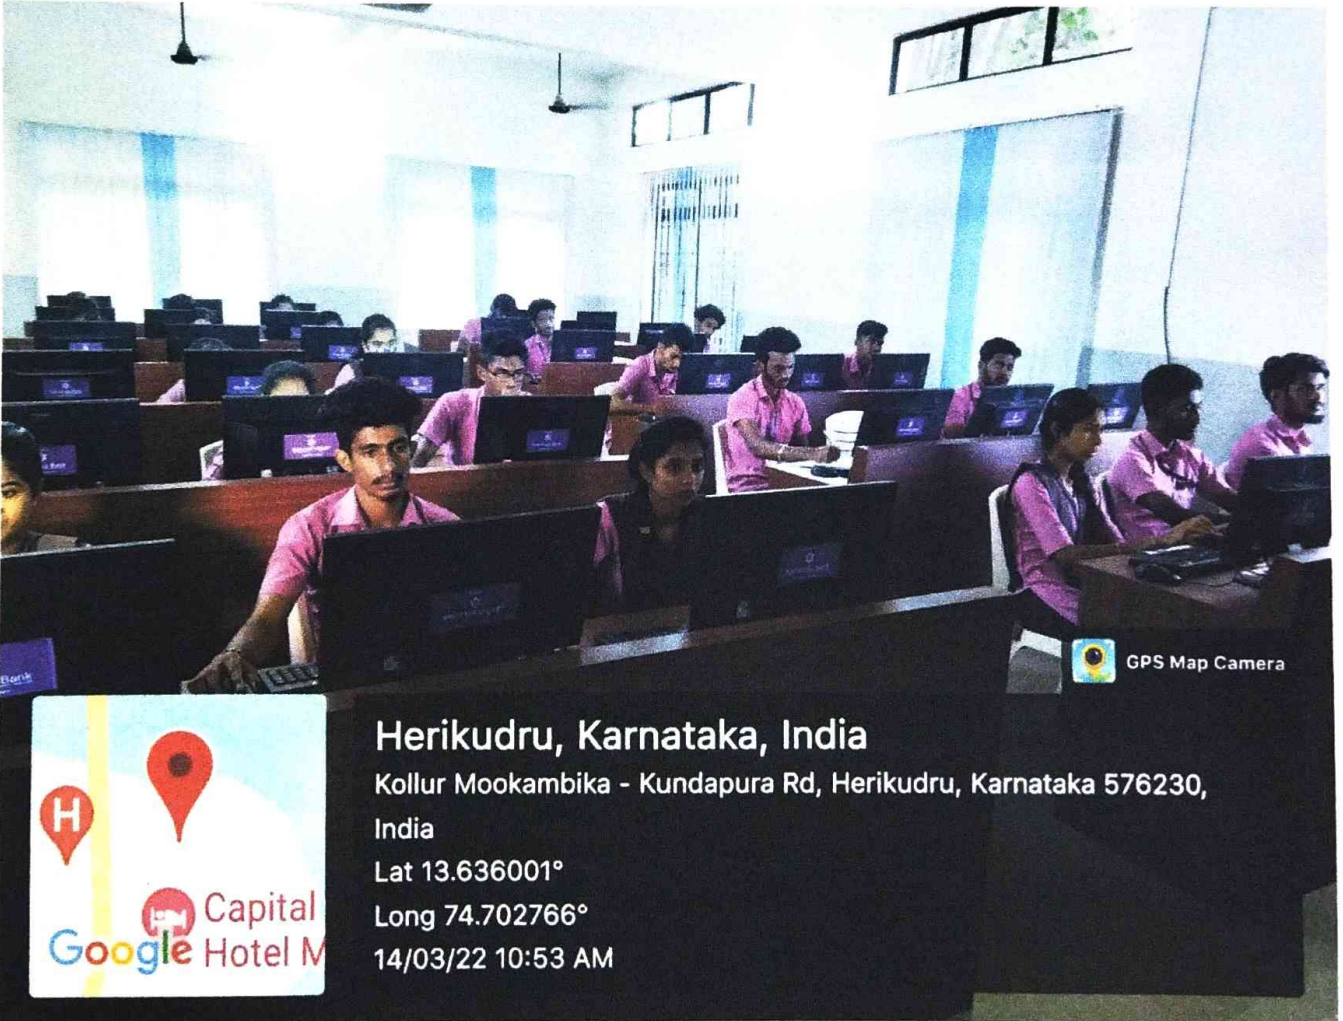 Bank
GPS Map Camera
Herikudru, Karnataka, India
Kollur Mookambika - Kundapura Rd, Herikudru, Karnataka 576230,
India
Lat 13.636001°
Long 74.702766°
14/03/22 10:53 AM
H
Capital
Google Hotel M